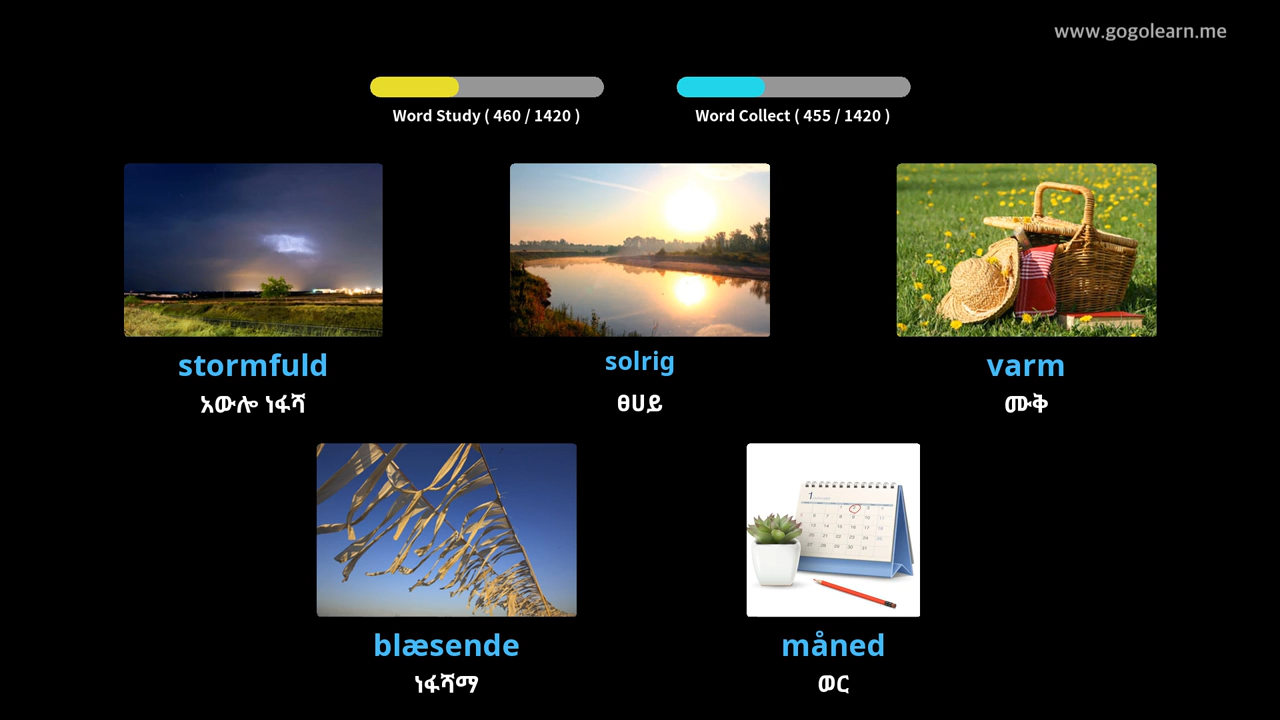 www.gogolearn.me
Word Study ( 460 / 1420 )
Word Collect ( 455 / 1420 )
stormfuld
አውሎ ነፋሻ
solrig
ፀሀይ
varm
ሙቅ
blæsende
ነፋሻማ
måned
ወር